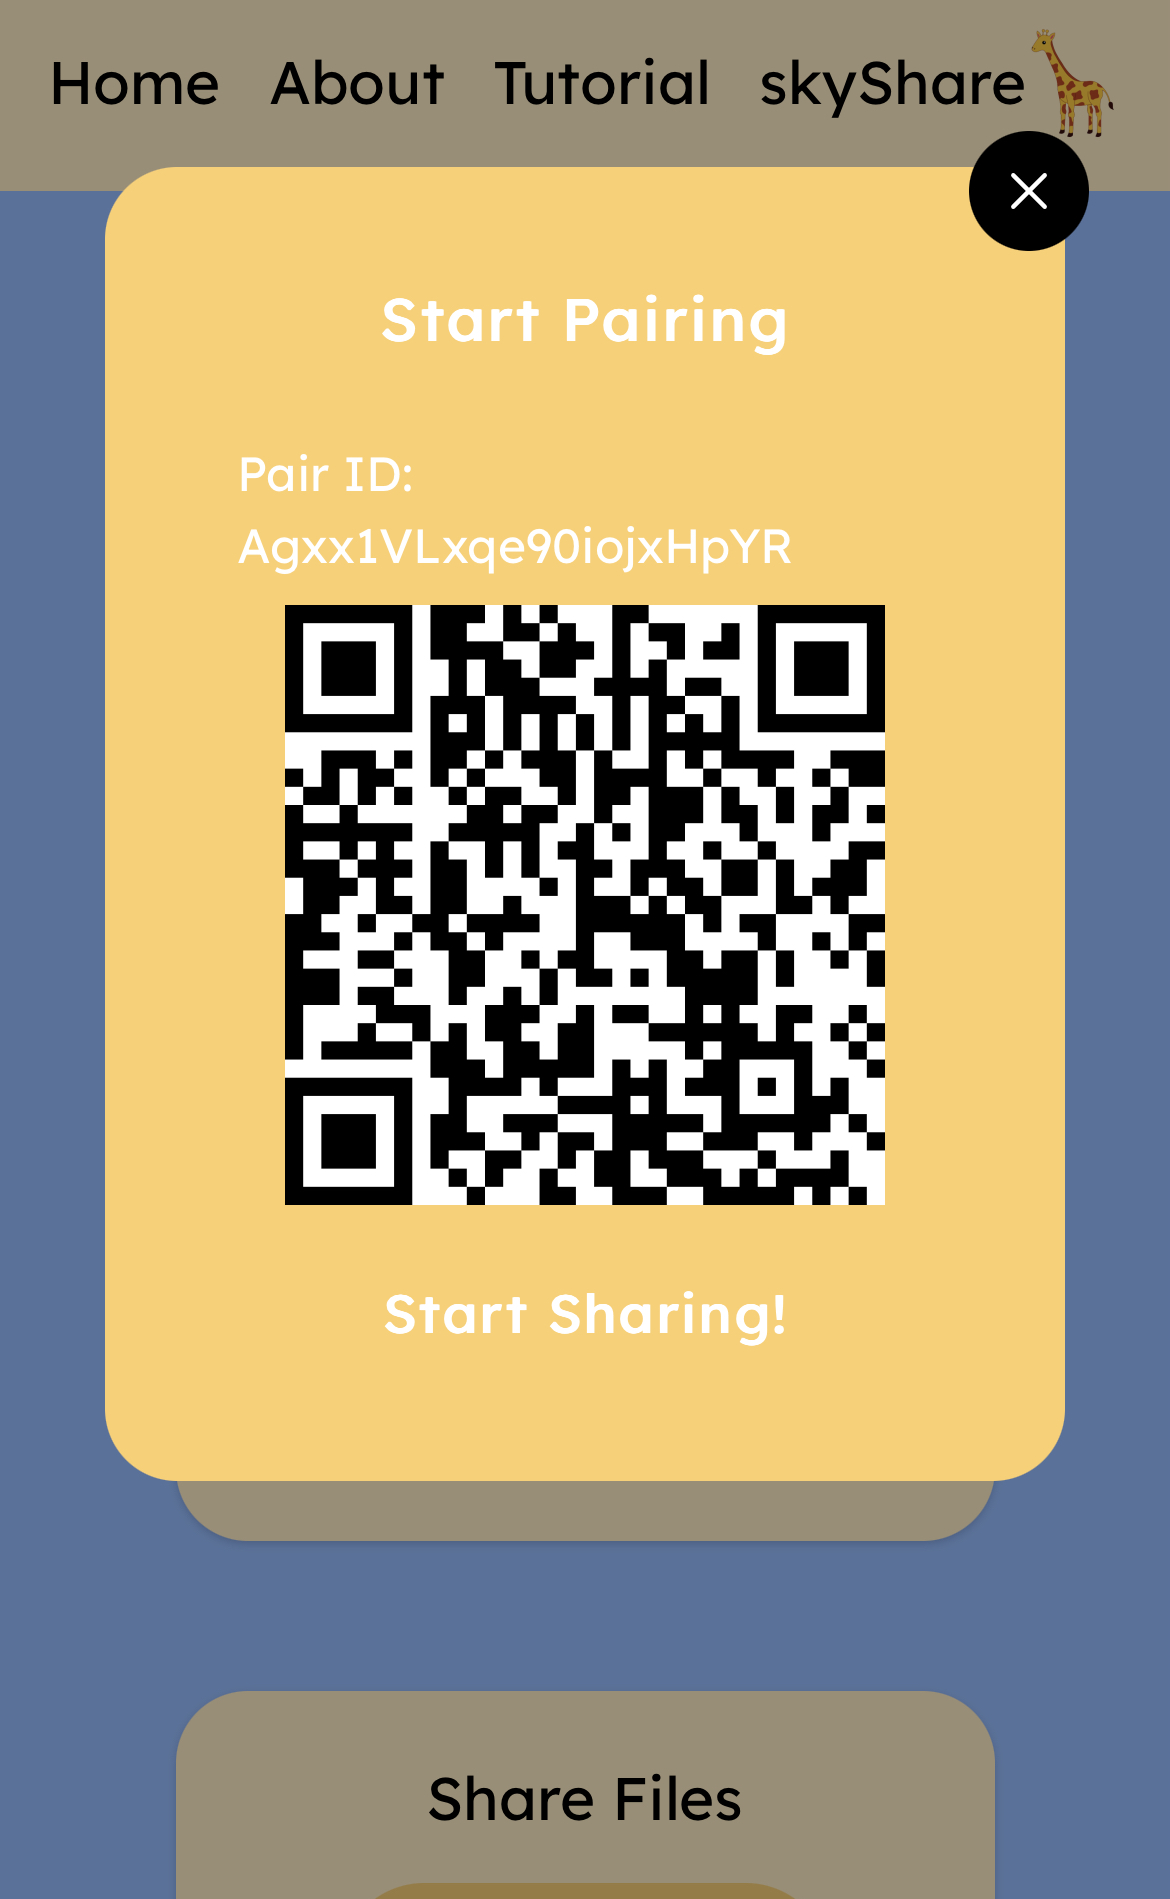 Home About Tutorial skyShare
Start Pairing
Pair ID:
Agxx1VLxqe90iojxHpYR
Start Sharing!
Share Files